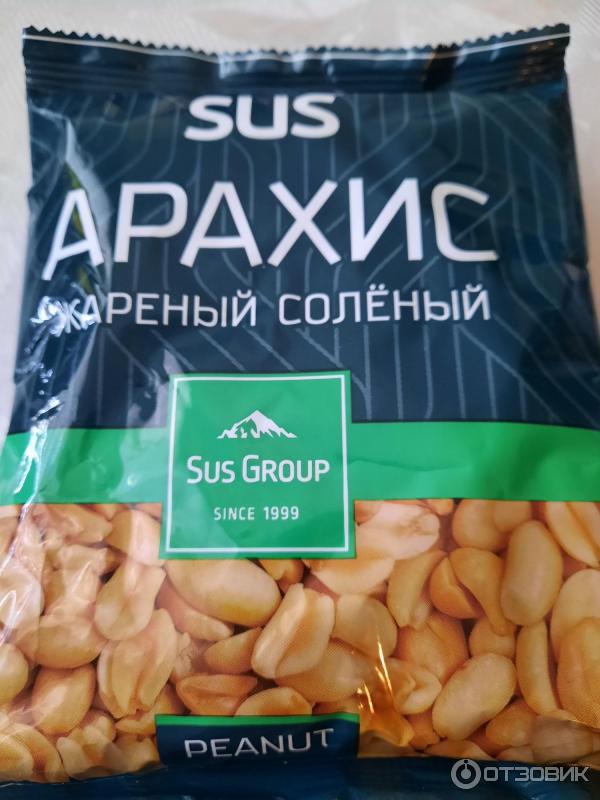 SUS
АРАХИС
ЖАРЕНЫЙ СОЛЁНЫЙ
SUS GROUP
SINCE 1999
PEANUT
ОТЗОВИК